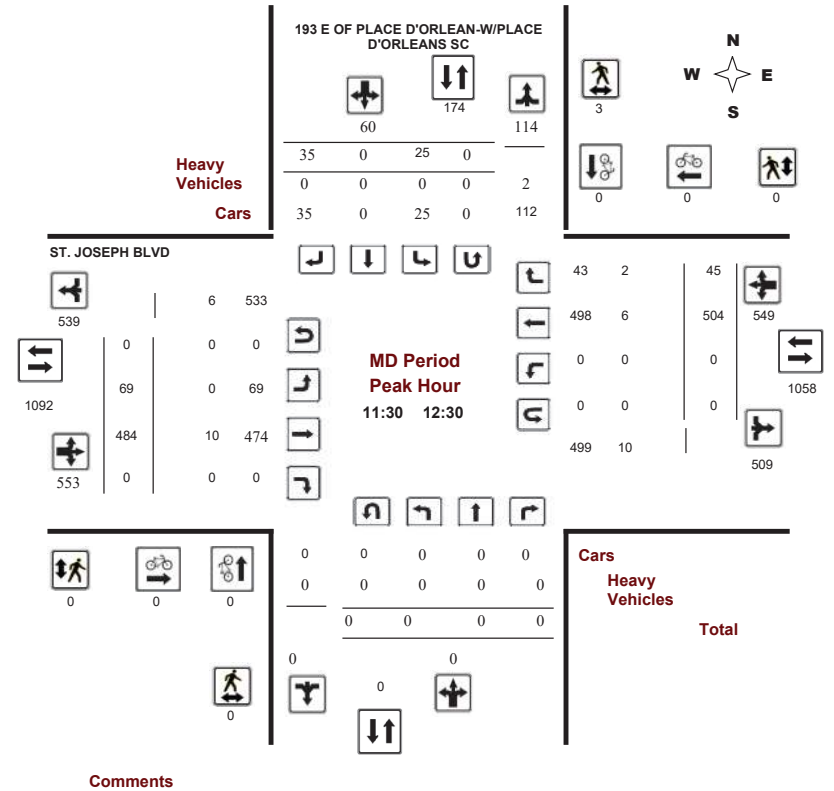 193 E OF PLACE D'ORLEAN-W/PLACE
D'ORLEANS SC
N
W E
S
174
3
60 114
Heavy
Vehicles
Cars
35 0 25 0
0 0 0 0 2
35 0 25 0 112
0 0 0
ST. JOSEPH BLVD
539
6 533
0 0 0
1092
69 0 69
484 10 474
553
0 0 0
MD Period
Peak Hour
11:30 12:30
43 2 45
498 6 504 549
0 0 0
1058
0 0 0
499 10
509
0 0 0 0 0
0 0 0 0 0
0 0 0 0
0 0
0
Cars
Heavy
Vehicles
Total
0 0 0
0
Comments